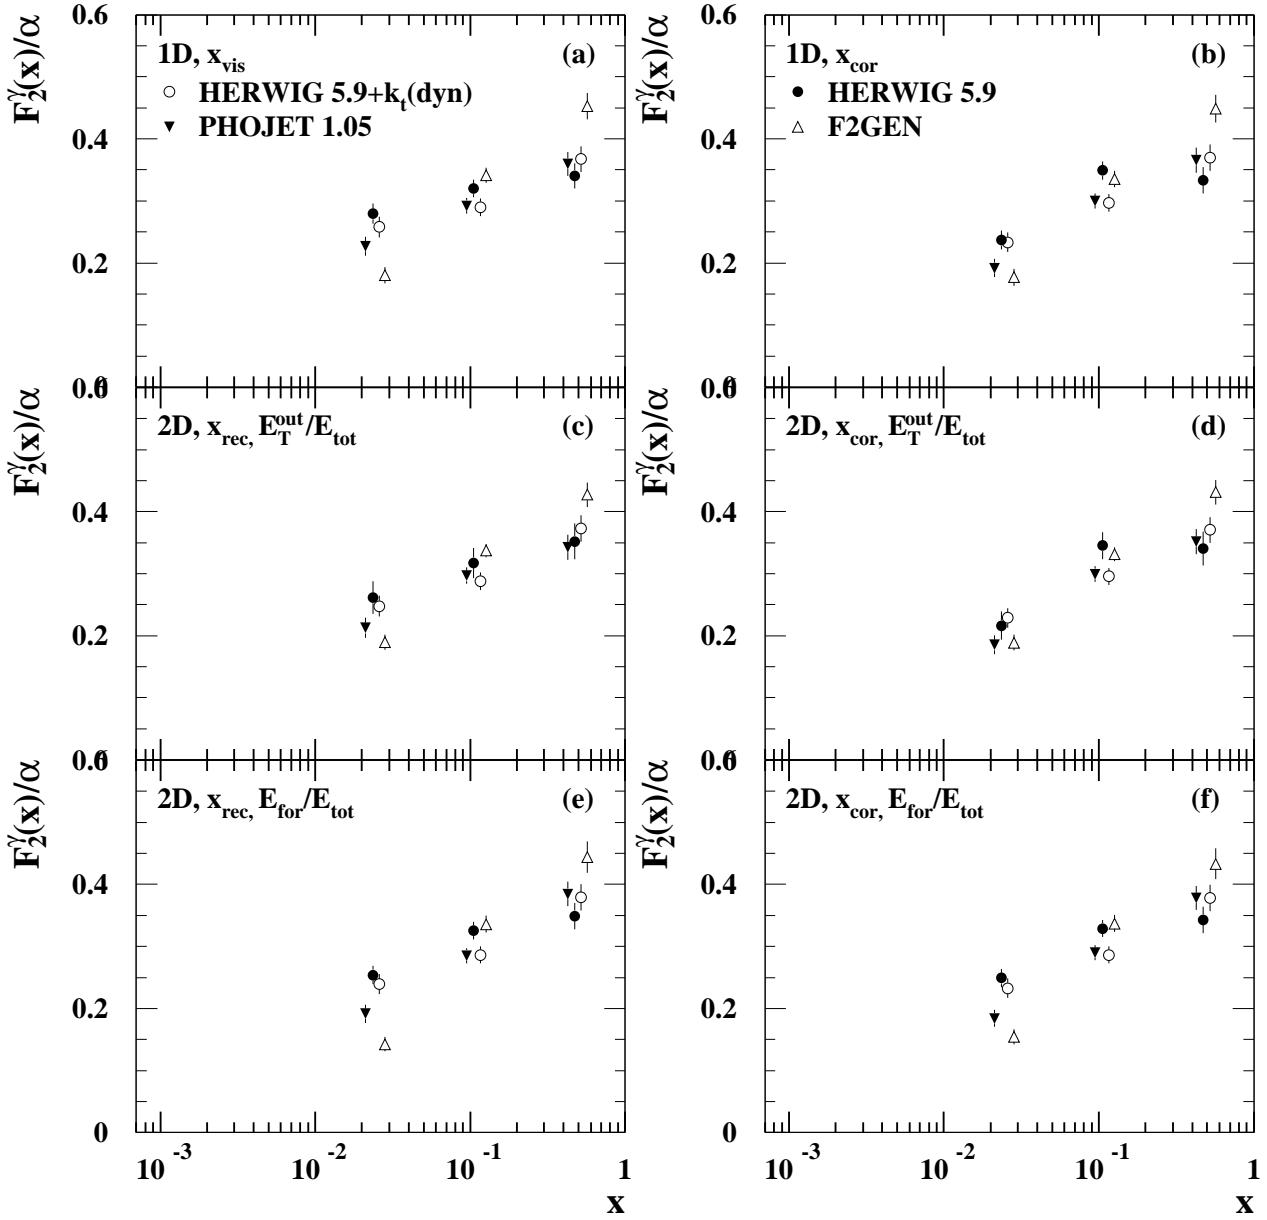 0.6
F₂^γ(x)/α
1D, x_vis (a)
HERWIG 5.9+k_t(dyn)
PHOJET 1.05
0.4
0.2
0.6
F₂^γ(x)/α
1D, x_cor (b)
HERWIG 5.9
F2GEN
0.4
0.2
0.6
F₂^γ(x)/α
2D, x_rec, E_T^out/E_tot (c)
0.4
0.2
0.6
F₂^γ(x)/α
2D, x_cor, E_T^out/E_tot (d)
0.4
0.2
0.6
F₂^γ(x)/α
2D, x_rec, E_for/E_tot (e)
0.4
0.2
0
10⁻³ 10⁻² 10⁻¹ 1
x
0.6
F₂^γ(x)/α
2D, x_cor, E_for/E_tot (f)
0.4
0.2
0
10⁻³ 10⁻² 10⁻¹ 1
x